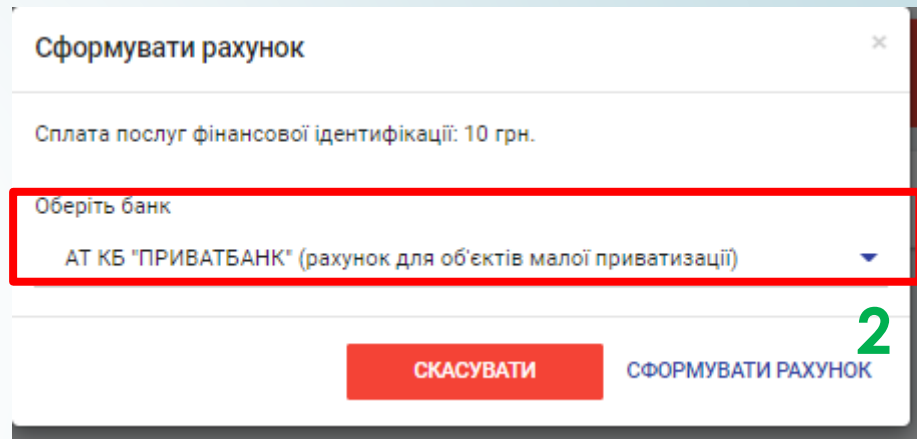 Сформувати рахунок
×
Сплата послуг фінансової ідентифікації: 10 грн.
Оберіть банк
АТ КБ "ПРИВАТБАНК" (рахунок для об'єктів малої приватизації)
2
СКАСУВАТИ СФОРМУВАТИ РАХУНОК